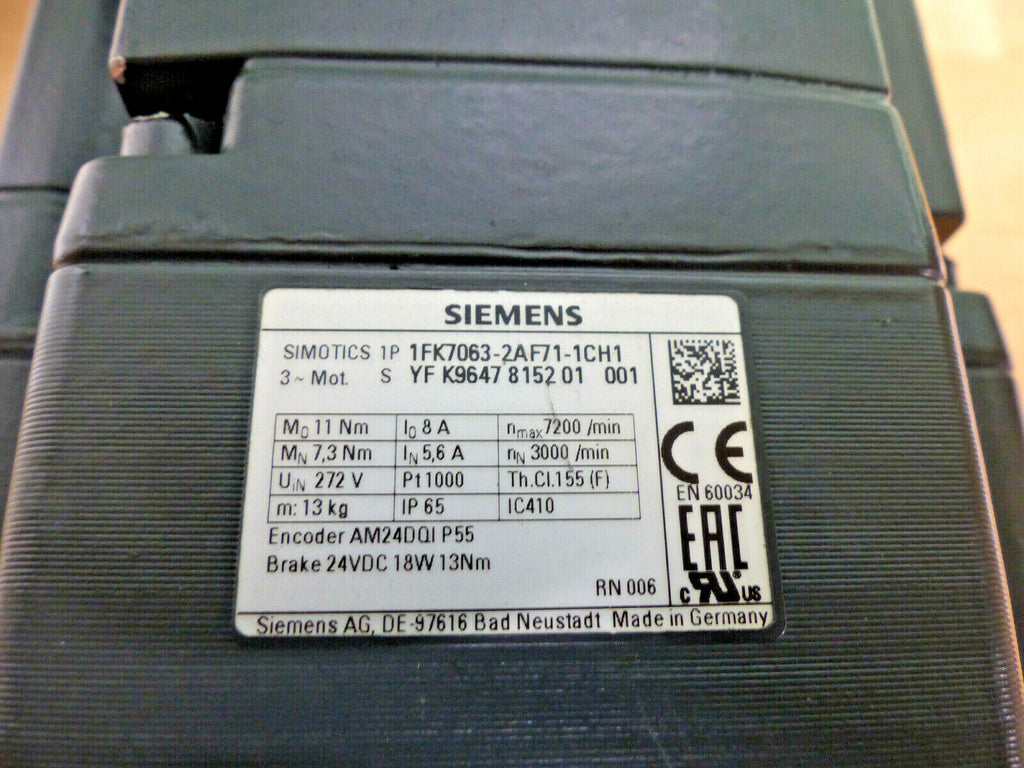 SIEMENS
SIMOTICS 1P 1FK7063-2AF71-1CH1
3 ~ Mot. S YF K9647 8152 01 001
M0 11 Nm I0 8 A nmax 7200 /min
MN 7,3 Nm IN 5,6 A nN 3000 /min
UIN 272 V Pt1000 Th.Cl.155 (F)
m: 13 kg IP 65 IC410
Encoder AM24DQI P55
Brake 24VDC 18W 13Nm
RN 006
CE
EN 60034
EAC
c RU US
Siemens AG, DE-97616 Bad Neustadt Made in Germany